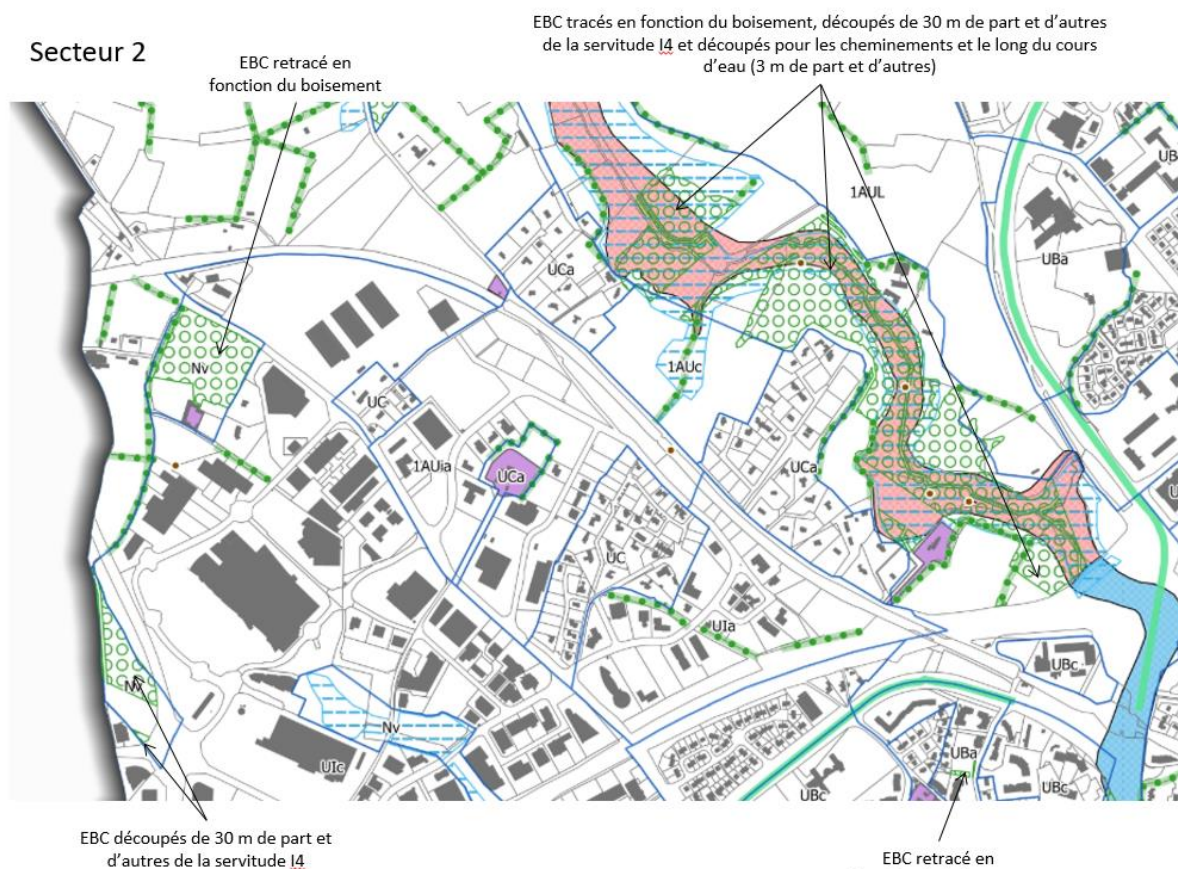 EBC tracés en fonction du boisement, découpés de 30 m de part et d’autres
de la servitude I4 et découpés pour les cheminements et le long du cours
d’eau (3 m de part et d’autres)
Secteur 2
EBC retracé en
fonction du boisement
UB
1AUL
UCa
UBa
Nv
1AUc
UC
1AUia
UCa
UCa
UC
UIa
UBc
Nv
Nv
UIc
UBa
UBc
UBc
EBC découpés de 30 m de part et
d’autres de la servitude I4
EBC retracé en